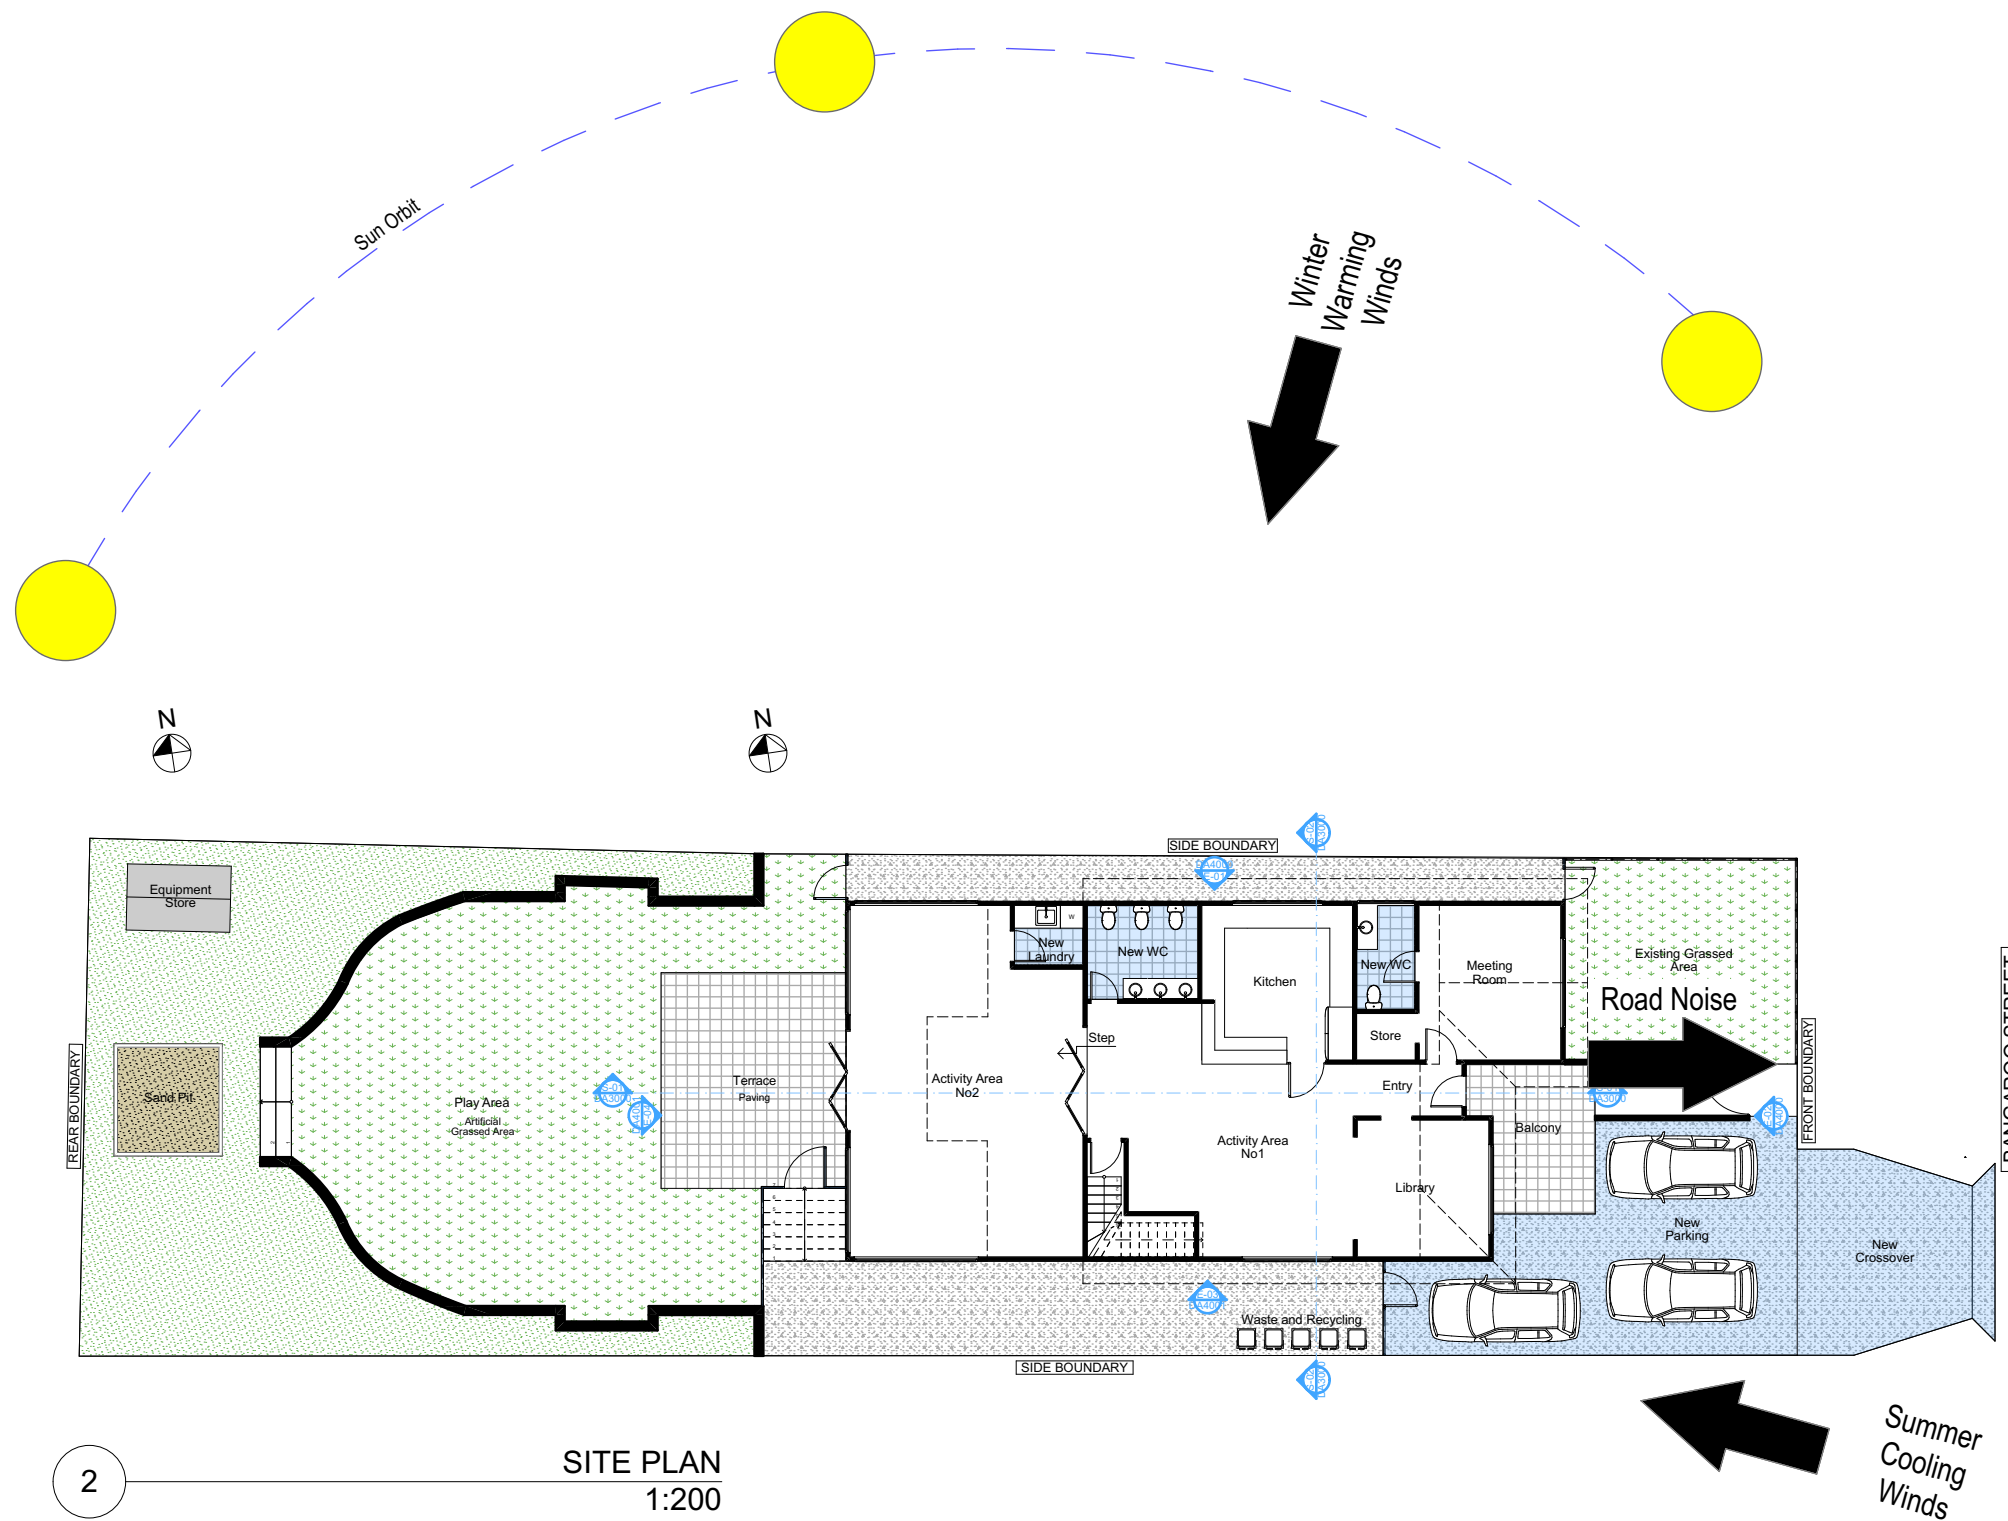 Sun Orbit
Winter
Warming
Winds
N
N
SIDE BOUNDARY
Equipment
Store
REAR BOUNDARY
Sand Pit
Play Area
Artificial
Grassed Area
Terrace
Paving
Activity Area
No2
New
Laundry
W
New WC
Step
Kitchen
New WC
Store
Meeting
Room
Entry
Activity Area
No1
Library
Balcony
Existing Grassed
Area
Road Noise
FRONT BOUNDARY
New
Parking
New
Crossover
Waste and Recycling
SIDE BOUNDARY
Summer
Cooling
Winds
2
SITE PLAN
1:200